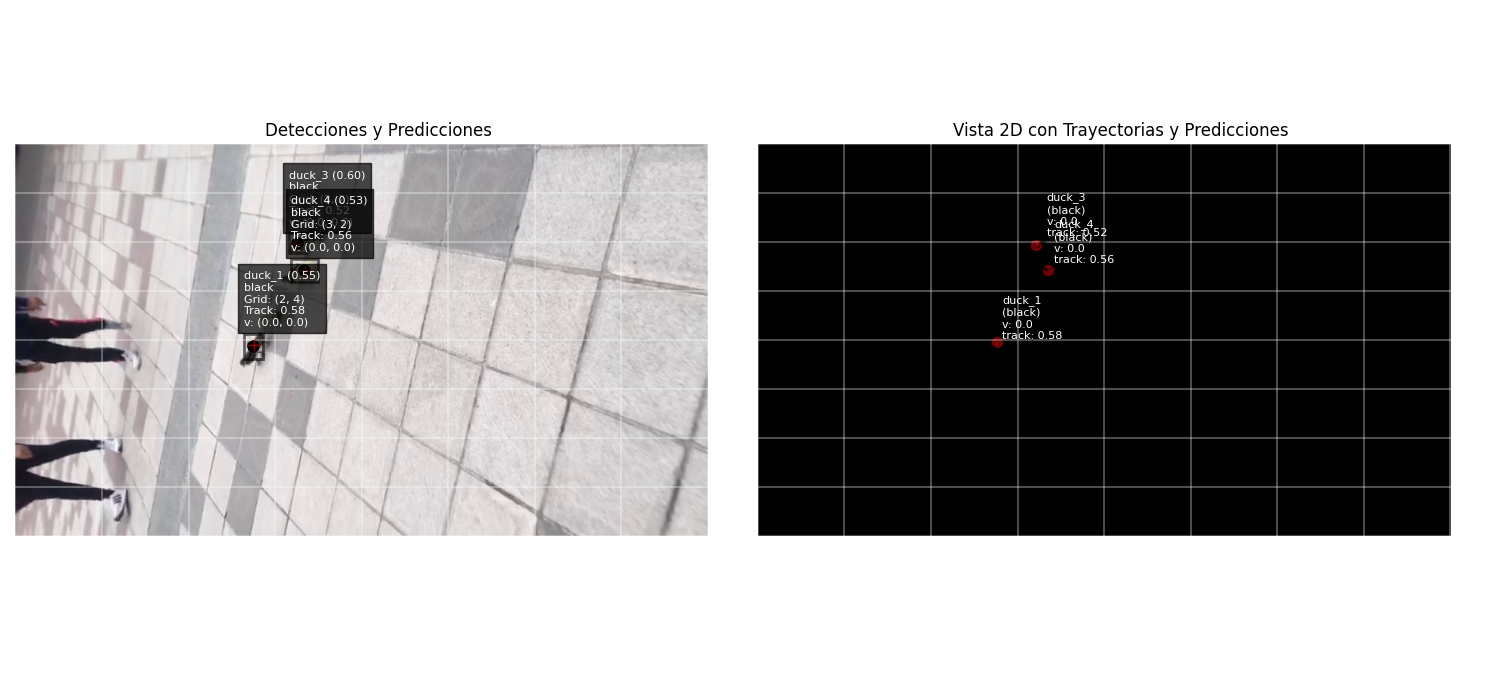 Detecciones y Predicciones
duck_3 (0.60)
black
duck_4 (0.53)
black
Grid: (3, 2)
Track: 0.56
v: (0.0, 0.0)
duck_1 (0.55)
black
Grid: (2, 4)
Track: 0.58
v: (0.0, 0.0)
Vista 2D con Trayectorias y Predicciones
duck_3
(black)
v: 0.0
track: 0.52
duck_4
(black)
v: 0.0
track: 0.56
duck_1
(black)
v: 0.0
track: 0.58